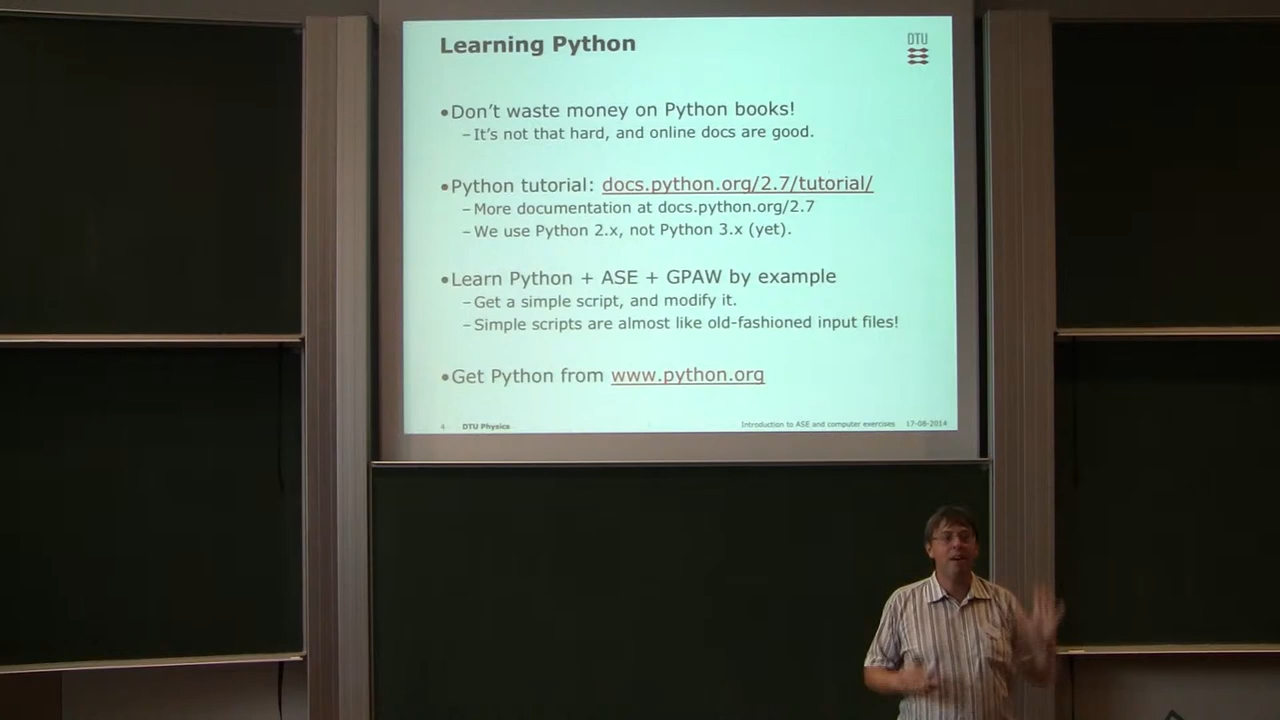 Learning Python
DTU
•Don't waste money on Python books!
–It's not that hard, and online docs are good.
•Python tutorial: docs.python.org/2.7/tutorial/
–More documentation at docs.python.org/2.7
–We use Python 2.x, not Python 3.x (yet).
•Learn Python + ASE + GPAW by example
–Get a simple script, and modify it.
–Simple scripts are almost like old-fashioned input files!
•Get Python from www.python.org
4 DTU Physics Introduction to ASE and computer exercises 17-08-2014